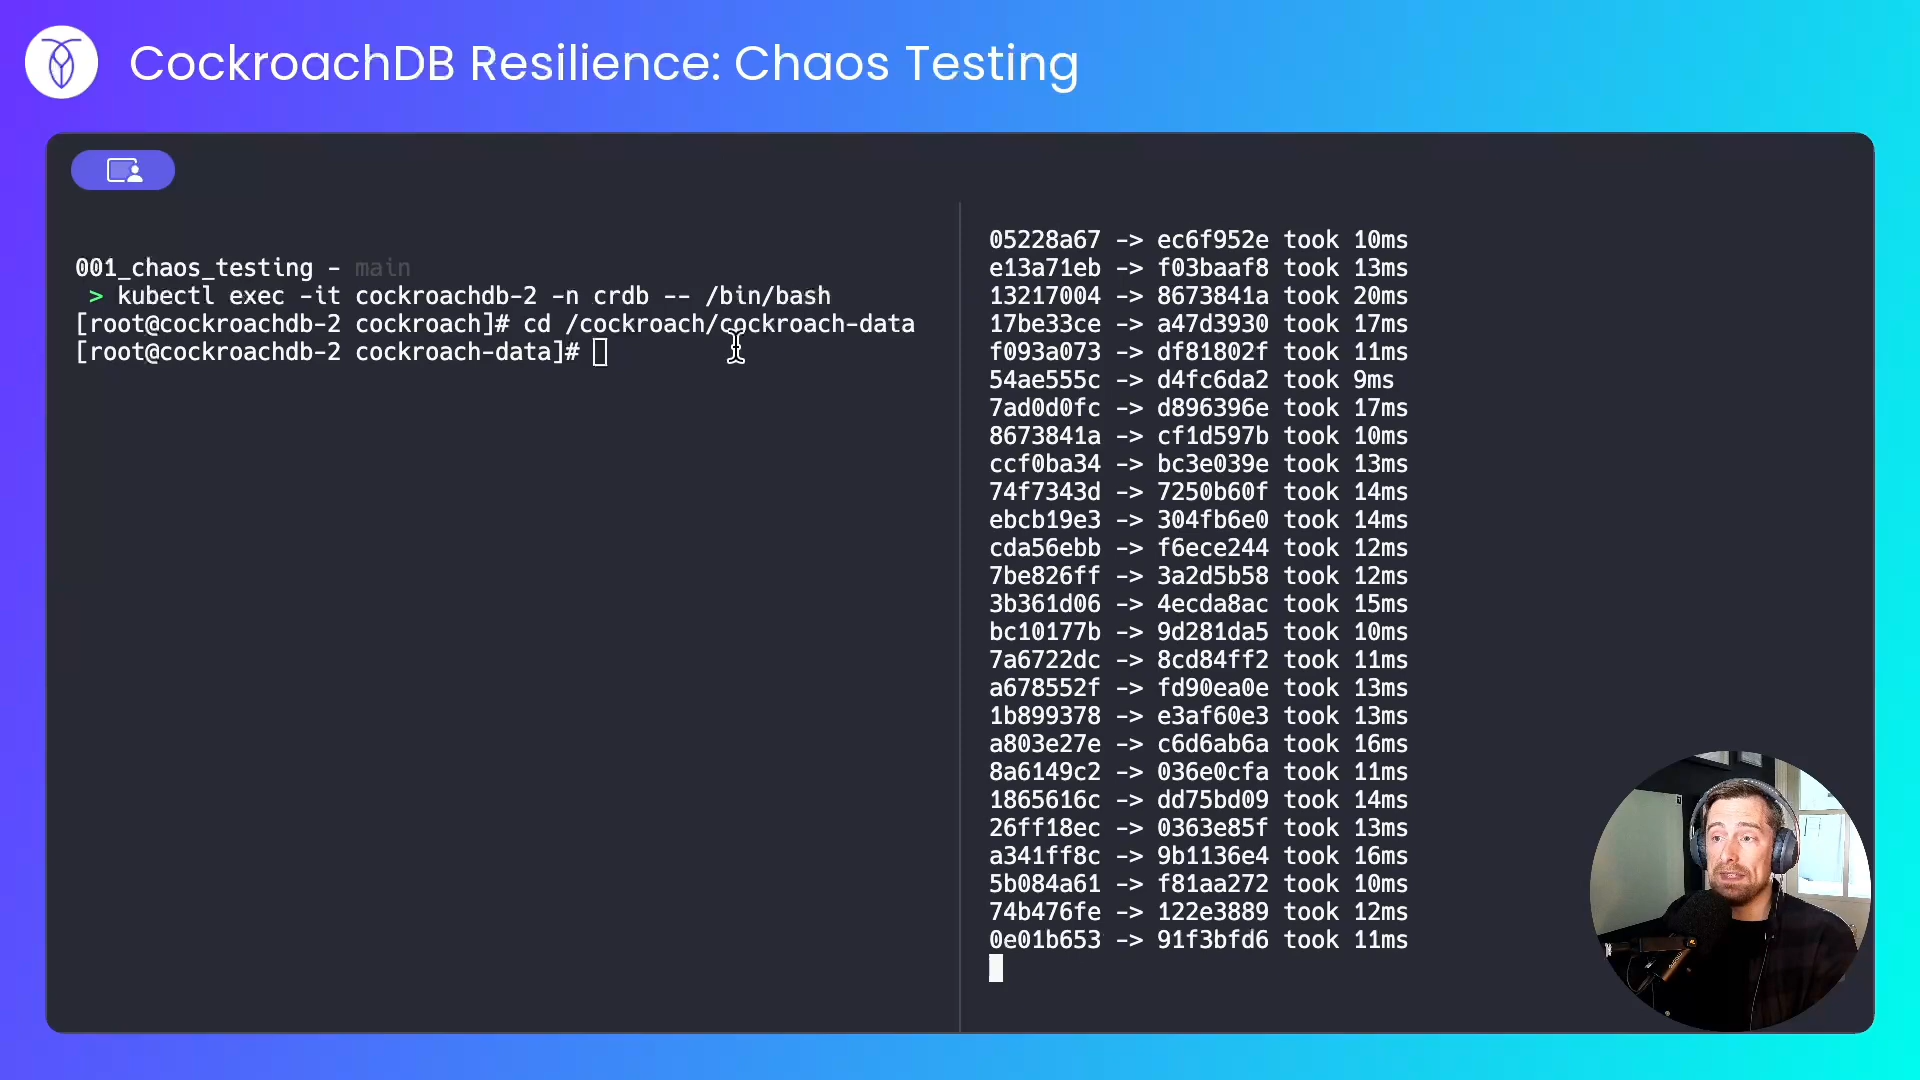 CockroachDB Resilience: Chaos Testing
001_chaos_testing - main
> kubectl exec -it cockroachdb-2 -n crdb -- /bin/bash
[root@cockroachdb-2 cockroach]# cd /cockroach/cockroach-data
[root@cockroachdb-2 cockroach-data]#
05228a67 -> ec6f952e took 10ms
e13a71eb -> f03baaf8 took 13ms
13217004 -> 8673841a took 20ms
17be33ce -> a47d3930 took 17ms
f093a073 -> df81802f took 11ms
54ae555c -> d4fc6da2 took 9ms
7ad0d0fc -> d896396e took 17ms
8673841a -> cf1d597b took 10ms
ccf0ba34 -> bc3e039e took 13ms
74f7343d -> 7250b60f took 14ms
ebcb19e3 -> 304fb6e0 took 14ms
cda56ebb -> f6ece244 took 12ms
7be826ff -> 3a2d5b58 took 12ms
3b361d06 -> 4ecda8ac took 15ms
bc10177b -> 9d281da5 took 10ms
7a6722dc -> 8cd84ff2 took 11ms
a678552f -> fd90ea0e took 13ms
1b899378 -> e3af60e3 took 13ms
a803e27e -> c6d6ab6a took 16ms
8a6149c2 -> 036e0cfa took 11ms
1865616c -> dd75bd09 took 14ms
26ff18ec -> 0363e85f took 13ms
a341ff8c -> 9b1136e4 took 16ms
5b084a61 -> f81aa272 took 10ms
74b476fe -> 122e3889 took 12ms
0e01b653 -> 91f3bfd6 took 11ms